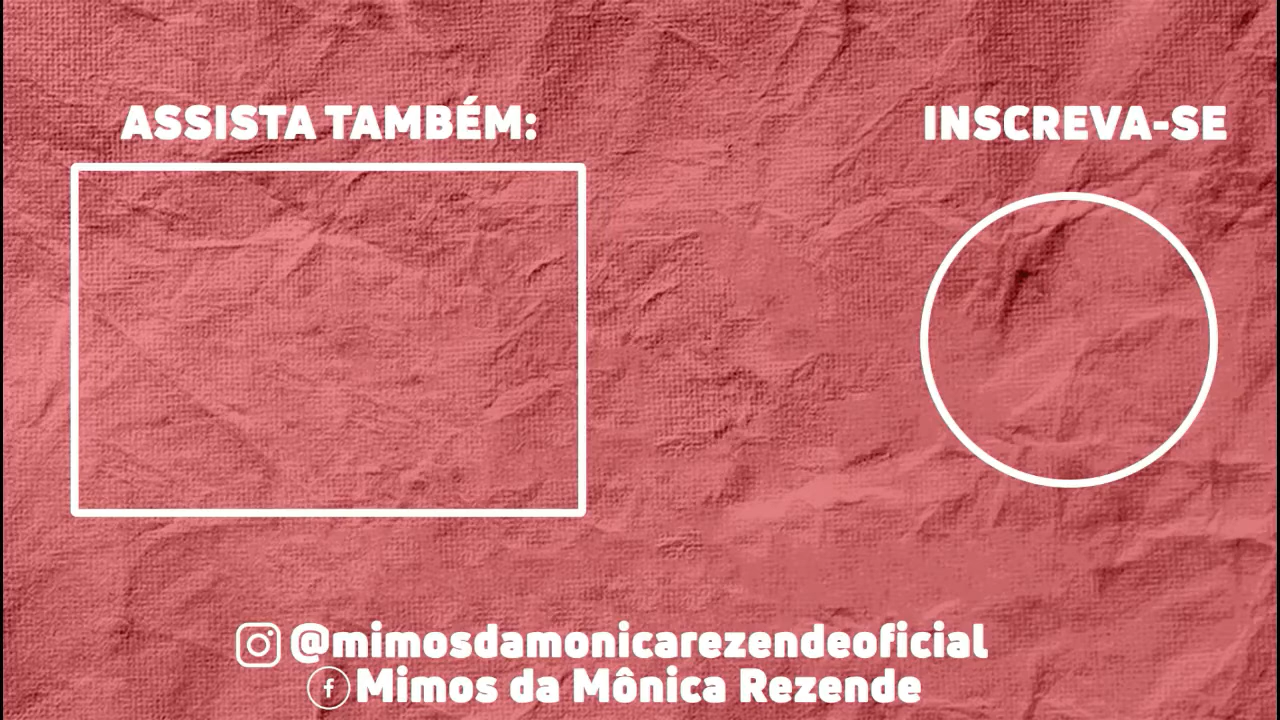 ASSISTA TAMBÉM:
INSCREVA-SE
@mimosdamonicarezendeoficial
Mimos da Mônica Rezende